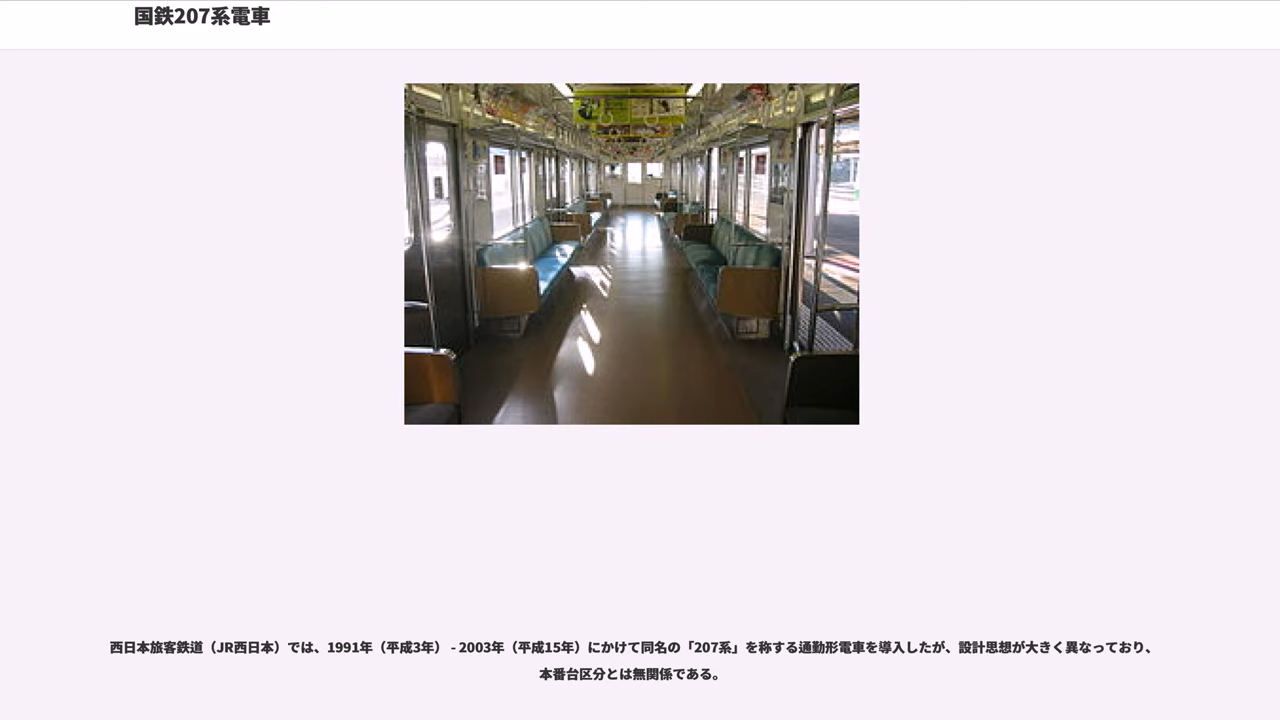 国鉄207系電車
西日本旅客鉄道（JR西日本）では、1991年（平成3年） - 2003年（平成15年）にかけて同名の「207系」を称する通勤形電車を導入したが、設計思想が大きく異なっており、
本番台区分とは無関係である。